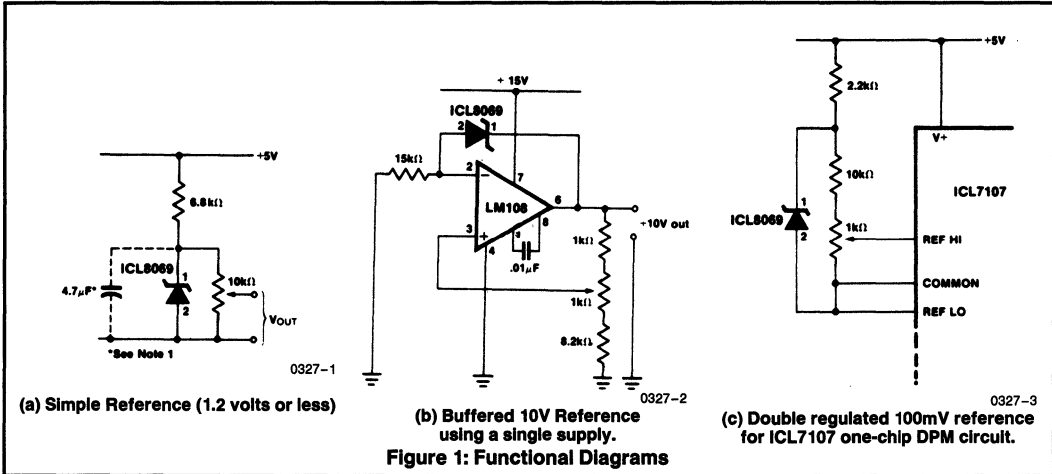 +5V
6.8kΩ
ICL8069
1
2
10kΩ
4.7μF*
VOUT
*See Note 1
0327-1
(a) Simple Reference (1.2 volts or less)
+ 15V
ICL8069
2
1
15kΩ
2
7
LM108
6
8
3
4
.01μF
+10V out
1kΩ
1kΩ
8.2kΩ
0327-2
(b) Buffered 10V Reference
using a single supply.
+5V
2.2kΩ
V+
10kΩ
ICL7107
1
ICL8069
2
1kΩ
REF HI
COMMON
REF LO
0327-3
(c) Double regulated 100mV reference
for ICL7107 one-chip DPM circuit.
Figure 1: Functional Diagrams